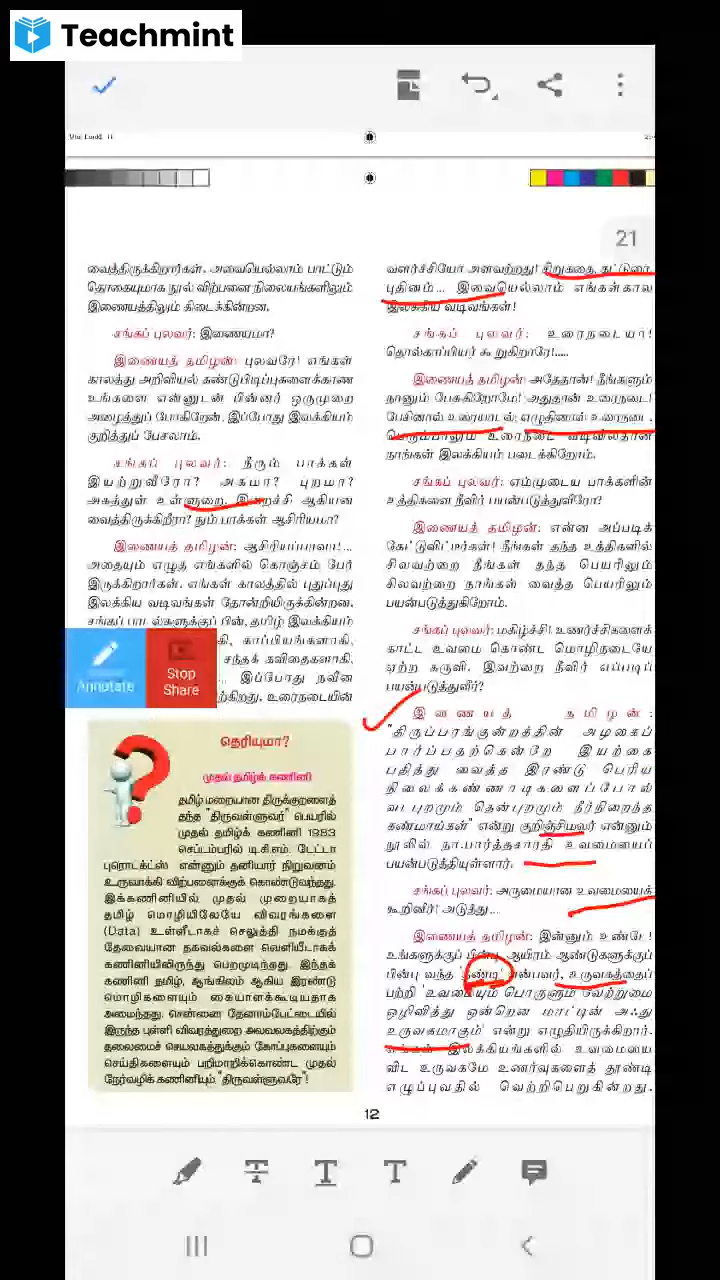 Teachmint
21
வைத்திருக்கிறார்கள். அவையெல்லாம் பாட்டும்
தொகையுமாக நூல் விற்பனை நிலையங்களிலும்
இணையத்திலும் கிடைக்கின்றன.
சங்கப் புலவர்: இணையமா?
இணையத் தமிழன்: புலவரே! எங்கள்
காலத்து அறிவியல் கண்டுபிடிப்புகளைக்காண
உங்களை என்னுடன் பின்னர் ஒருமுறை
அழைத்துப் போகிறேன். இப்போது இலக்கியம்
குறித்துப் பேசலாம்.
சங்கப் புலவர்: நீரும் பாக்கள்
இயற்றுவீரோ? அகமா? புறமா?
அகத்துள் உள்ளுறை, இறைச்சி ஆகியன
வைத்திருக்கிறீரா? நும் பாக்கள் ஆசிரியமா?
இணையத் தமிழன்: ஆசிரியப்பாவா!...
அதையும் எழுத எங்களில் கொஞ்சம் பேர்
இருக்கிறார்கள். எங்கள் காலத்தில் புதுப்புது
இலக்கிய வடிவங்கள் தோன்றியிருக்கின்றன.
சங்கப் பாடல்களுக்குப் பின், தமிழ் இலக்கியம்
கி, காப்பியங்களாகி,
சந்தக் கவிதைகளாகி,
... இப்போது நவீன
ற்கிறது. உரைநடையின்
Annotate
Stop
Share
தெரியுமா?
முதல் தமிழ்க் கணினி
தமிழ் மறையான திருக்குறளைத்
தந்த "திருவள்ளுவர்" பெயரில்
முதல் தமிழ்க் கணினி 1983
செப்டம்பரில் டி.சி.எம். டேட்டா
புரொடக்ட்ஸ் என்னும் தனியார் நிறுவனம்
உருவாக்கி விற்பனைக்குக் கொண்டுவந்தது.
இக்கணினியில் முதல் முறையாகத்
தமிழ் மொழியிலேயே விவரங்களை
(Data) உள்ளீடாகச் செலுத்தி நமக்குத்
தேவையான தகவல்களை வெளியீடாகக்
கணினியிலிருந்து பெறமுடிந்தது. இந்தக்
கணினி தமிழ், ஆங்கிலம் ஆகிய இரண்டு
மொழிகளையும் கையாளக்கூடியதாக
அமைந்தது. சென்னை தேனாம்பேட்டையில்
இருந்த புள்ளி விவரத்துறை அலுவலகத்திற்கும்
தலைமைச் செயலகத்துக்கும் கோப்புகளையும்
செய்திகளையும் பரிமாறிக்கொண்ட முதல்
நேர்வழிக் கணினியும் "திருவள்ளுவரே"!
வளர்ச்சியோ அளவற்றது! சிறுகதை, கட்டுரை,
புதினம்... இவையெல்லாம் எங்கள் கால
இலக்கிய வடிவங்கள்!
சங்கப் புலவர்: உரைநடையா!
தொல்காப்பியர் கூறுகிறாரே!.....
இணையத் தமிழன்: அதேதான்! நீங்களும்
நானும் பேசுகிறோமே! அதுதான் உரைநடை!
பேசினால் உரையாடல்; எழுதினால் உரைநடை.
பெரும்பாலும் உரைநடை வடிவில்தான்
நாங்கள் இலக்கியம் படைக்கிறோம்.
சங்கப் புலவர்: எம்முடைய பாக்களின்
உத்திகளை நீவிர் பயன்படுத்துவீரோ?
இணையத் தமிழன்: என்ன அப்படிக்
கேட்டுவிட்டீர்கள்! நீங்கள் தந்த உத்திகளில்
சிலவற்றை நீங்கள் தந்த பெயரிலும்
சிலவற்றை நாங்கள் வைத்த பெயரிலும்
பயன்படுத்துகிறோம்.
சங்கப் புலவர்: மகிழ்ச்சி! உணர்ச்சிகளைக்
காட்ட உவமை கொண்ட மொழிநடையே
ஏற்ற கருவி. இவற்றை நீவிர் எப்படிப்
பயன்படுத்துவீர்?
இணையத் தமிழன்:
"திருப்பரங்குன்றத்தின் அழகைப்
பார்ப்பதற்கென்றே இயற்கை
பதித்து வைத்த இரண்டு பெரிய
நிலைக்கண்ணாடிகளைப்போல்
வடபுறமும் தென்புறமும் நீர்நிறைந்த
கண்மாய்கள்" என்று குறிஞ்சிமலர் என்னும்
நூலில் நா.பார்த்தசாரதி உவமையைப்
பயன்படுத்தியுள்ளார்.
சங்கப் புலவர்: அருமையான உவமையைக்
கூறினீர்! அடுத்து...
இணையத் தமிழன்: இன்னும் உண்டே!
உங்களுக்குப் பின்பு ஆயிரம் ஆண்டுகளுக்குப்
பின்பு வந்த 'தண்டி' என்பவர், உருவகத்தைப்
பற்றி 'உவமையும் பொருளும் வேற்றுமை
ஒழிவித்து ஒன்றென மாட்டின் அஃது
உருவகமாகும்' என்று எழுதியிருக்கிறார்.
எங்கள் இலக்கியங்களில் உவமையை
விட உருவகமே உணர்வுகளைத் தூண்டி
எழுப்புவதில் வெற்றிபெறுகின்றது.
12